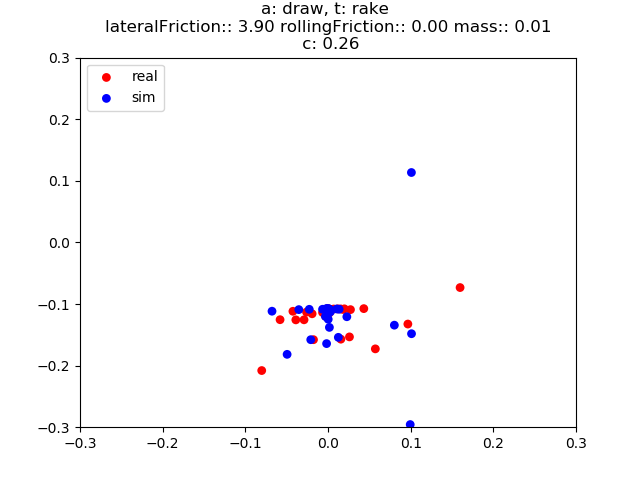 a: draw, t: rake
lateralFriction:: 3.90 rollingFriction:: 0.00 mass:: 0.01
c: 0.26
real
sim
0.3
0.2
0.1
0.0
−0.1
−0.2
−0.3
−0.3
−0.2
−0.1
0.0
0.1
0.2
0.3